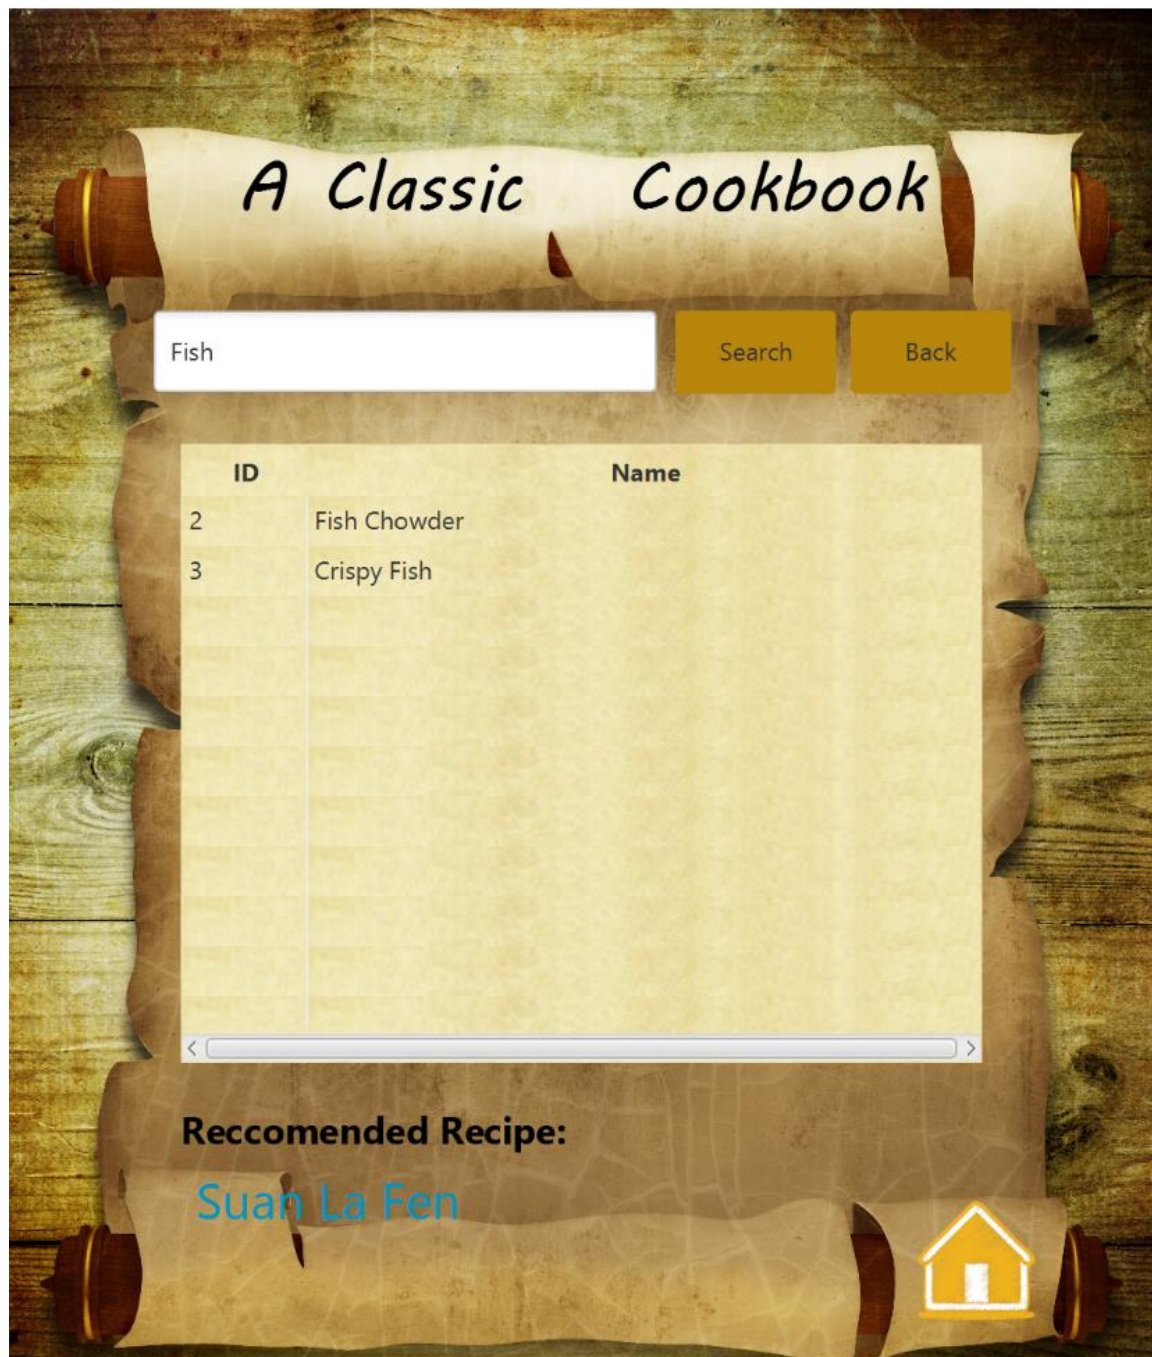 A Classic Cookbook
Fish Search Back
ID Name
2 Fish Chowder
3 Crispy Fish
Reccomended Recipe:
Suan La Fen